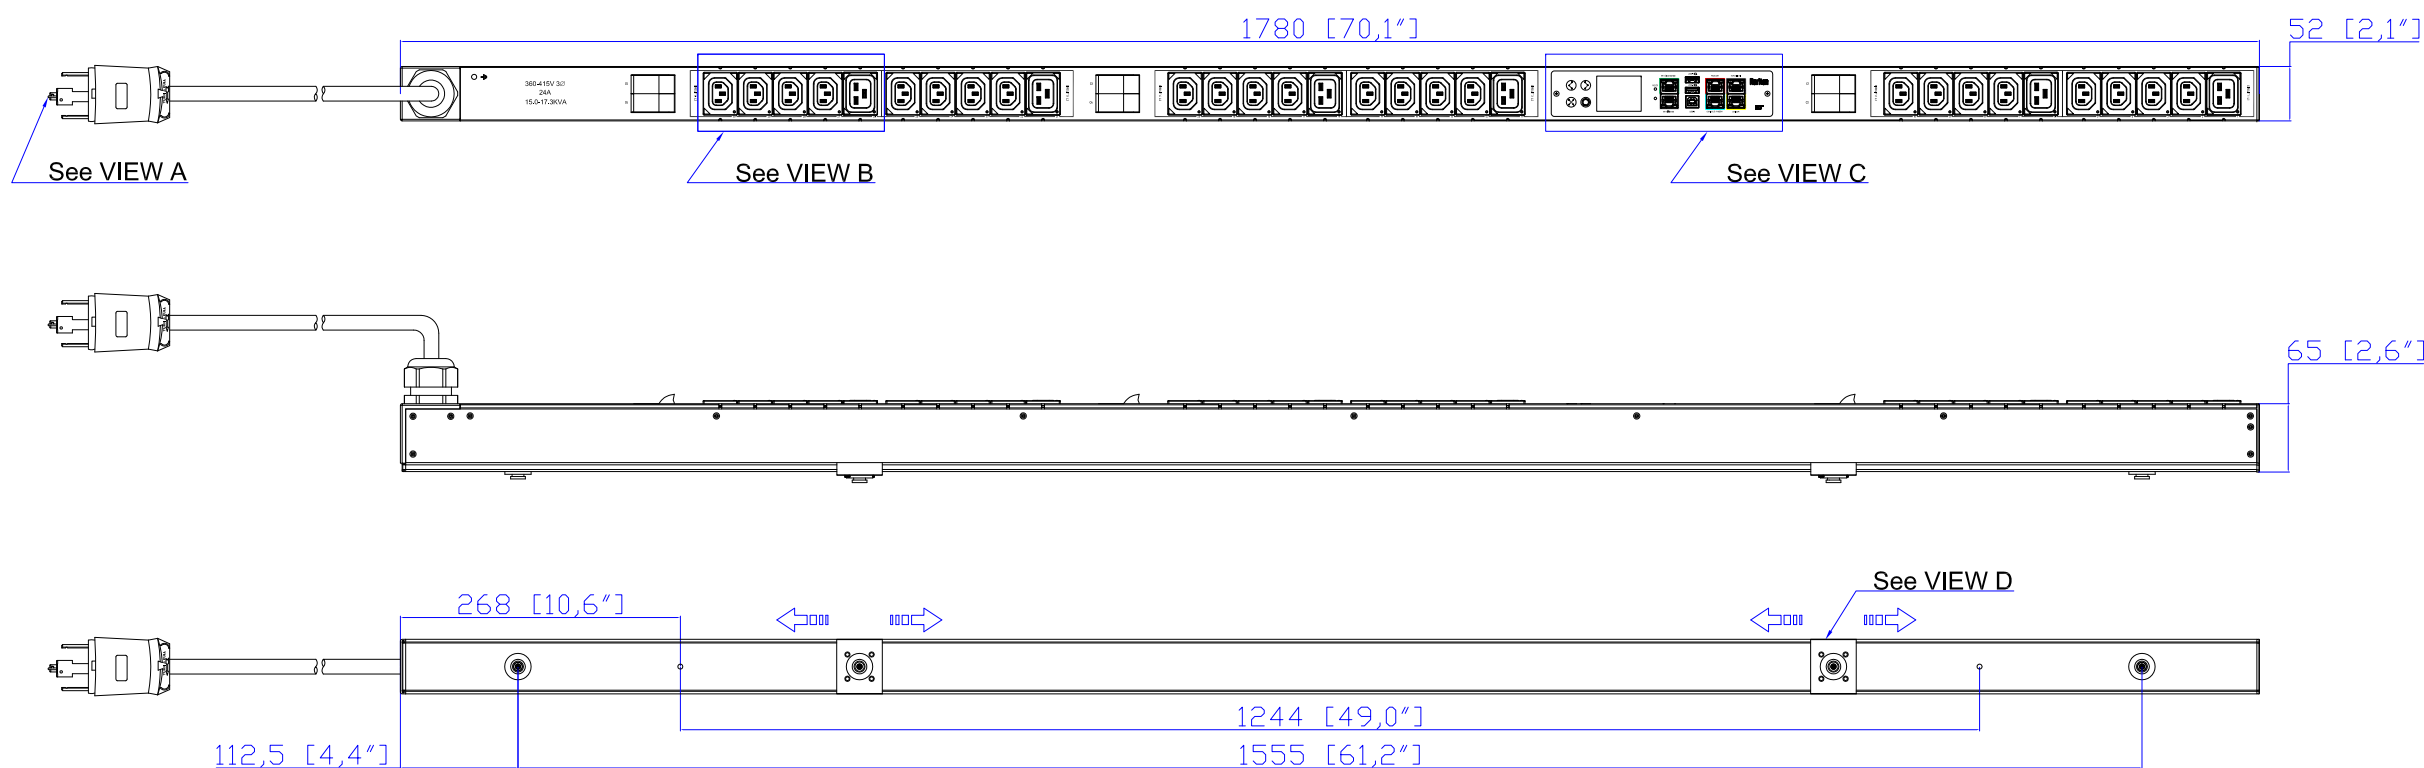 1780 [70,1"]
52 [2,1"]
360-415V 3Ø
24A
15.0-17.3KVA
See VIEW A
See VIEW B
See VIEW C
65 [2,6"]
See VIEW D
268 [10,6"]
1244 [49,0"]
112,5 [4,4"]
1555 [61,2"]